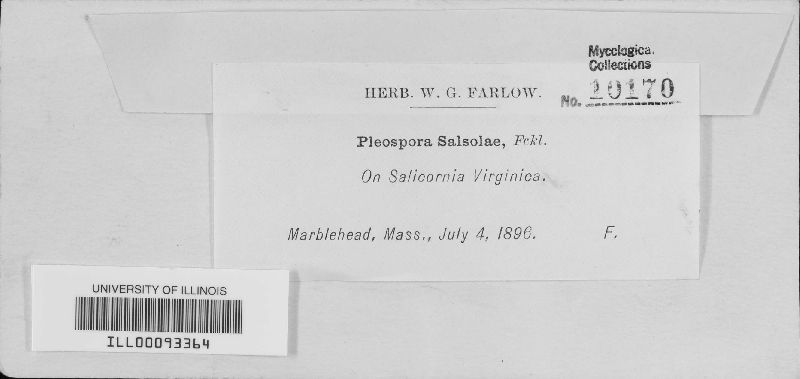 Mycologica.
Collections
No. 10170
HERB. W. G. FARLOW.
Pleospora Salsolae, Fckl.
On Salicornia Virginica.
Marblehead, Mass., July 4, 1896. F.
UNIVERSITY OF ILLINOIS
ILL00093364